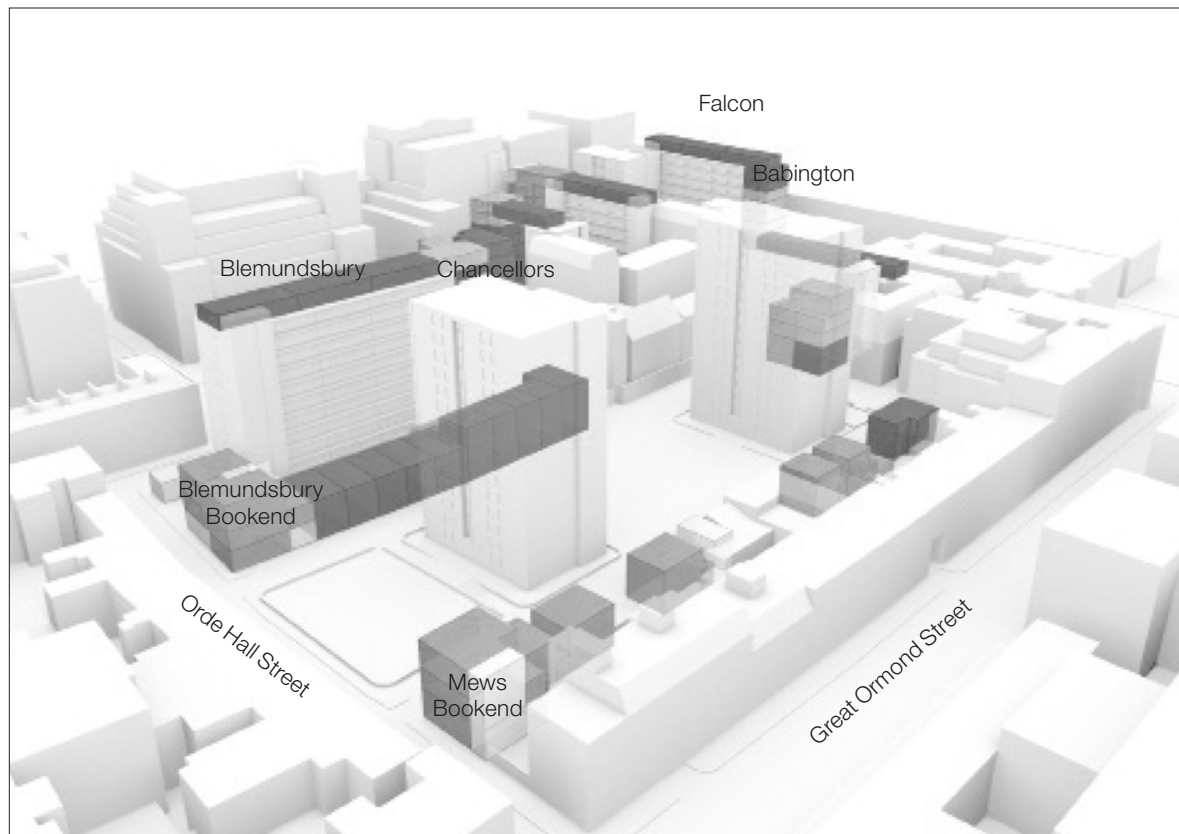 Falcon
Babington
Blemundsbury
Chancellors
Blemundsbury
Bookend
Orde Hall Street
Mews
Bookend
Great Ormond Street